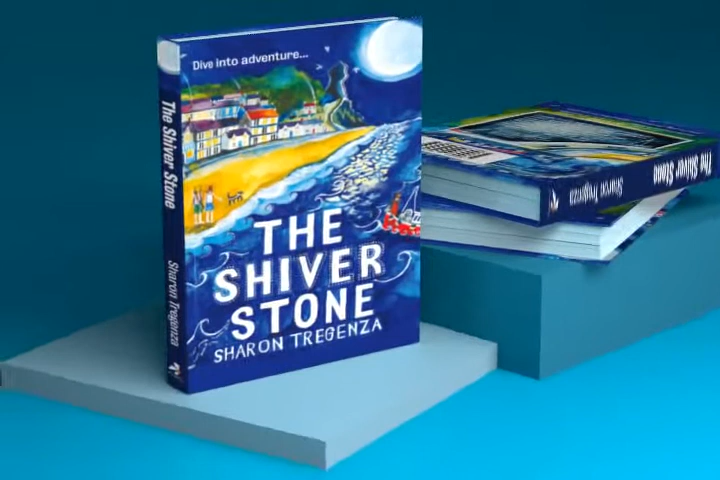 Dive into adventure...
THE
SHIVER
STONE
SHARON TREGENZA
The Shiver Stone
Sharon Tregenza
The Shiver Stone
Sharon Tregenza